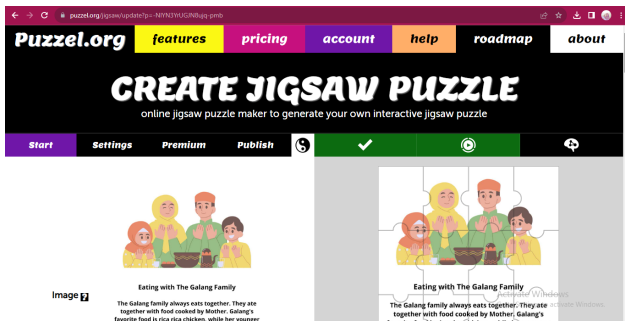 puzzel.org/jigsaw/update?p=-NIYN3YrUGINBujq-pmb
Puzzel.org features pricing account help roadmap about
CREATE JIGSAW PUZZLE
online jigsaw puzzle maker to generate your own interactive jigsaw puzzle
Start Settings Premium Publish
Image ?
Eating with The Galang Family
The Galang family always eats together. They ate
together with food cooked by Mother. Galang's
favorite food is rica rica chicken, while her younger
Eating with The Galang Family
The Galang family always eats together. They ate
together with food cooked by Mother. Galang's
Activate Windows